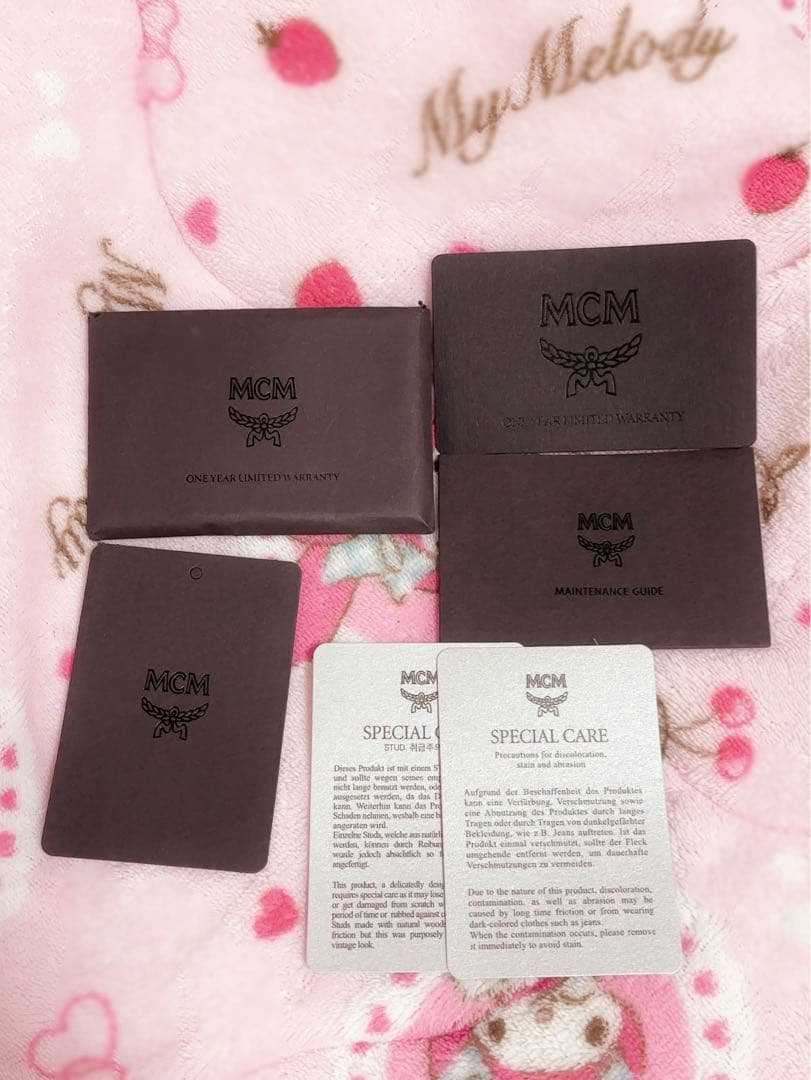 My Melody
My
MCM
ONE YEAR LIMITED WARRANTY
MCM
ONE YEAR LIMITED WARRANTY
MCM
MAINTENANCE GUIDE
MCM
MCM
SPECIAL
STUD 취급주의
Dieses Produkt ist mit einem
und sollte wegen seines
nicht lange benutzt werden,
ausgesetzt werden, da das
kann. Weiterhin kann das
Schaden nehmen, weshalb eine
angeraten wird.
Einzelne Studs, welche aus
werden, können durch
wurde jedoch absichtlich so
angefertigt.
This product, a delicatedly
requires special care as it may lose
or get damaged from scratch
period of time or rubbed against
Studs made with natural
friction but this was purposely
vintage look.
MCM
SPECIAL CARE
Precautions for discoloration,
stain and abrasion
Aufgrund der Beschaffenheit des Produktes
kann eine Verfärbung, Verschmutzung sowie
eine Abnutzung des Produktes durch langes
Tragen oder durch Tragen von dunkelgefärbter
Bekleidung, wie z.B. Jeans auftreten. Ist das
Produkt einmal verschmutzt, sollte der Fleck
umgehende entfernt werden, um dauerhafte
Verschmutzungen zu vermeiden.
Due to the nature of this product, discoloration,
contamination, as well as abrasion may be
caused by long time friction or from wearing
dark-colored clothes such as jeans.
When the contamination occurs, please remove
it immediately to avoid stain.